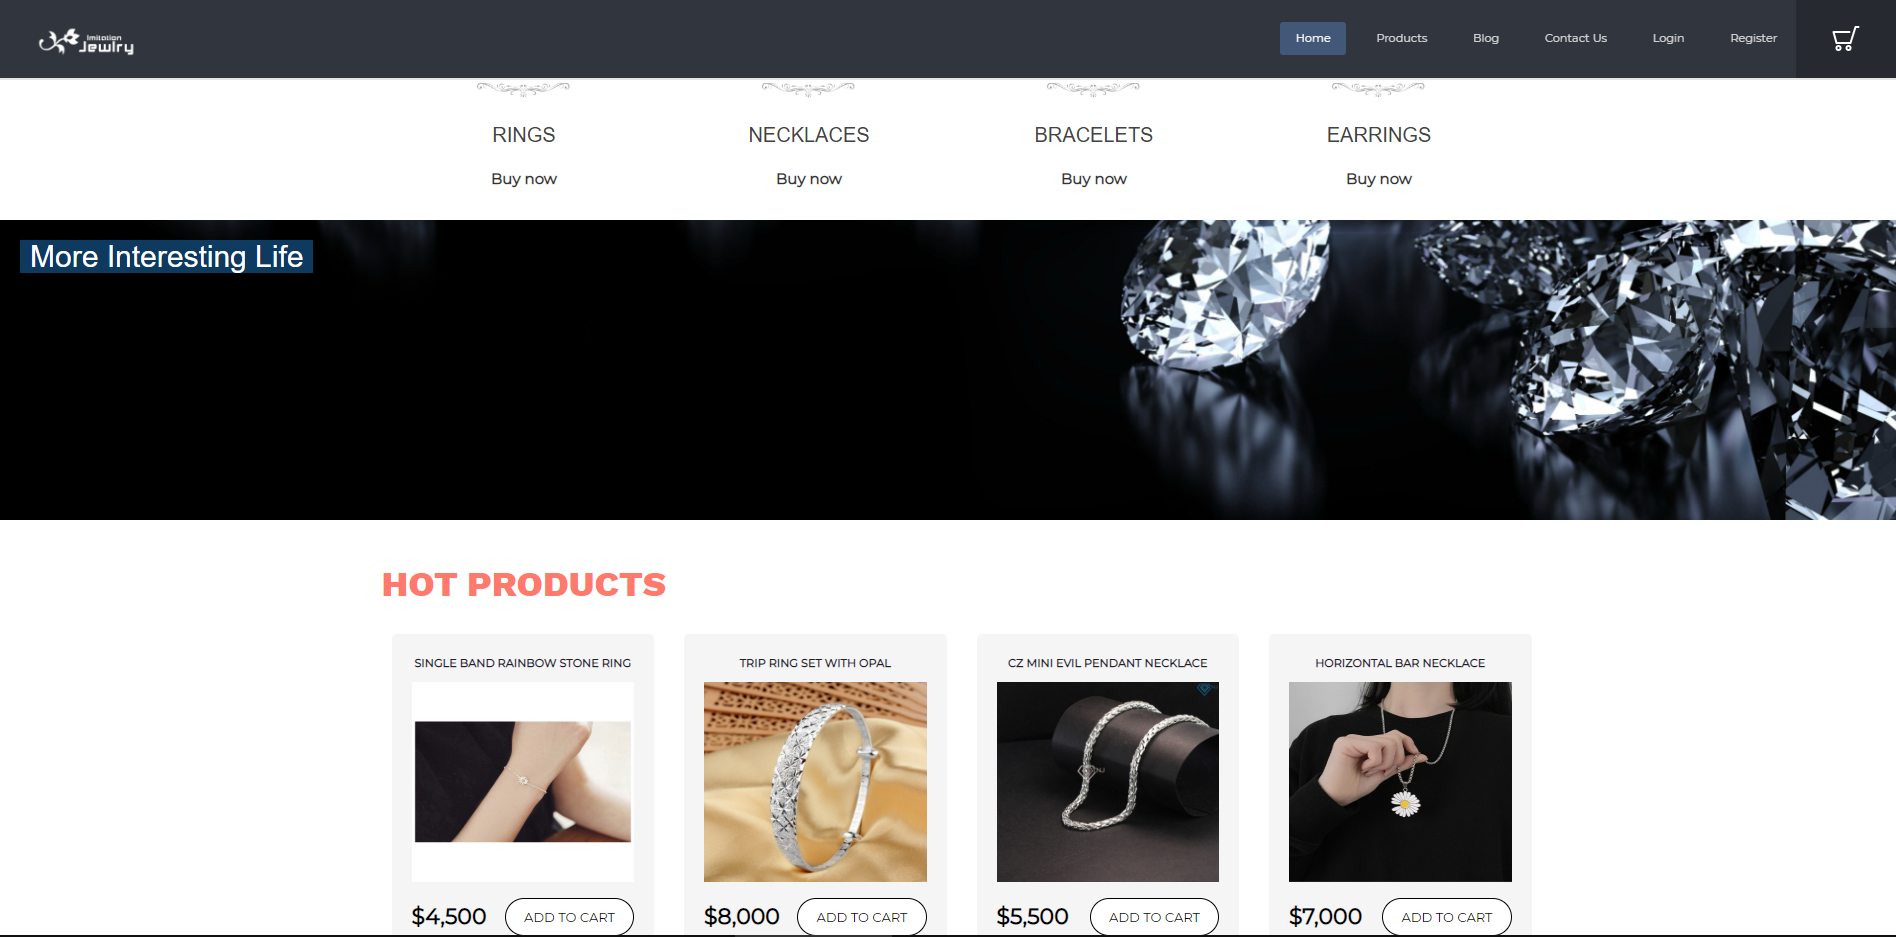 Imitation
Jewlry
Home
Products
Blog
Contact Us
Login
Register
RINGS
NECKLACES
BRACELETS
EARRINGS
Buy now
Buy now
Buy now
Buy now
More Interesting Life
HOT PRODUCTS
SINGLE BAND RAINBOW STONE RING
TRIP RING SET WITH OPAL
CZ MINI EVIL PENDANT NECKLACE
HORIZONTAL BAR NECKLACE
$4,500
ADD TO CART
$8,000
ADD TO CART
$5,500
ADD TO CART
$7,000
ADD TO CART